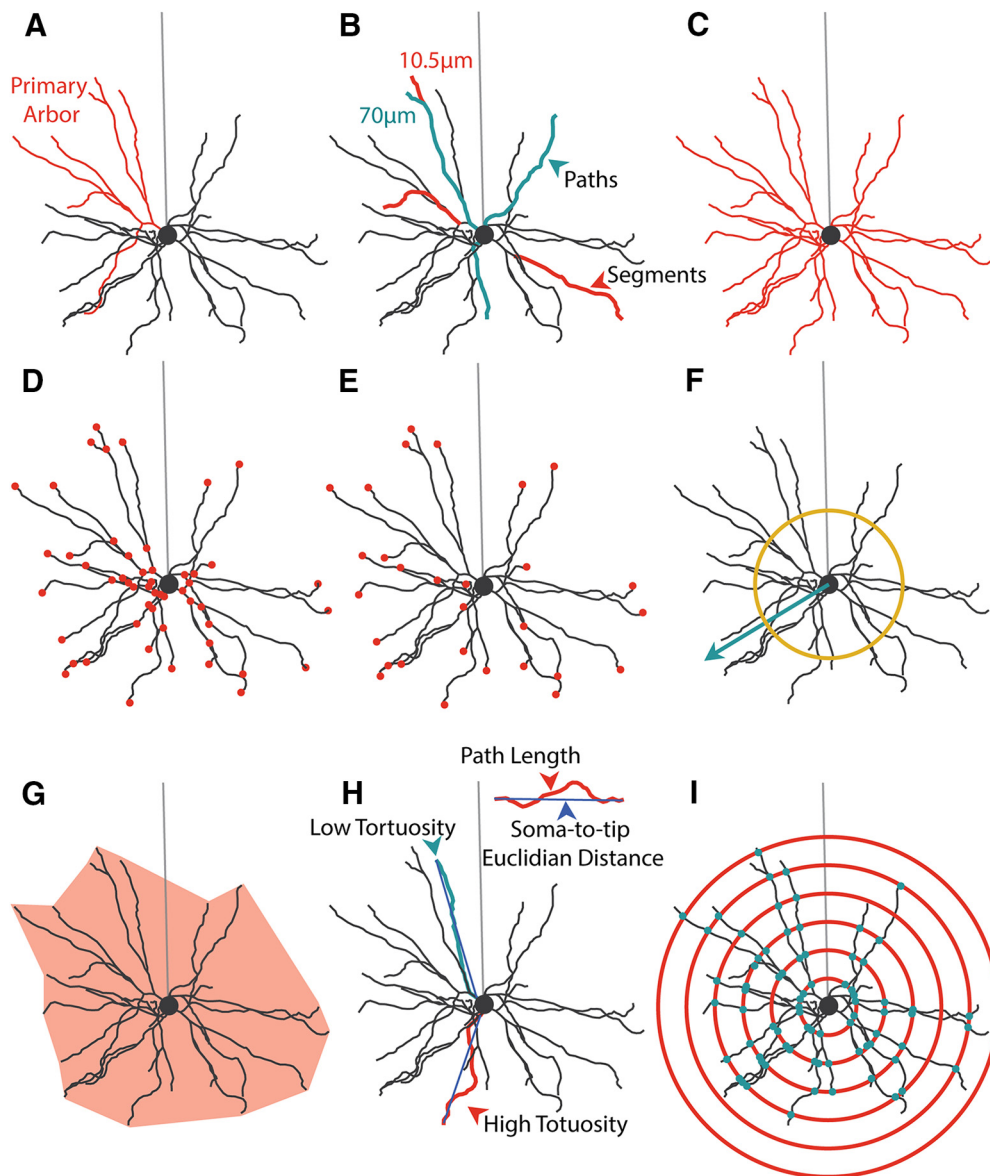 A
B
C
Primary
Arbor
10.5µm
70µm
Paths
Segments
D
E
F
Path Length
G
H
I
Low Tortuosity
Soma-to-tip
Euclidian Distance
High Totuosity